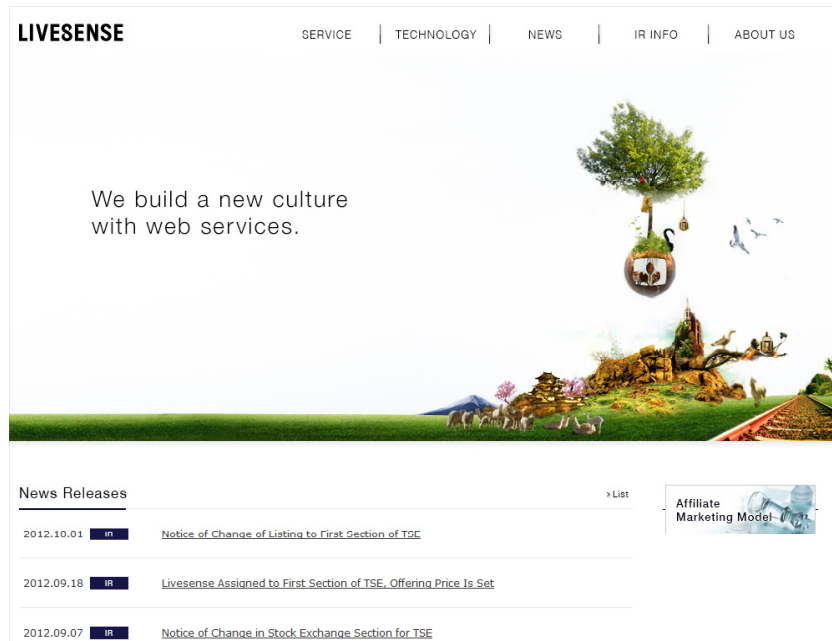 LIVESENSE
SERVICE TECHNOLOGY NEWS IR INFO ABOUT US
We build a new culture
with web services.
News Releases
> List
Affiliate
Marketing Model
2012.10.01 IR Notice of Change of Listing to First Section of TSE
2012.09.18 IR Livesense Assigned to First Section of TSE, Offering Price Is Set
2012.09.07 IR Notice of Change in Stock Exchange Section for TSE